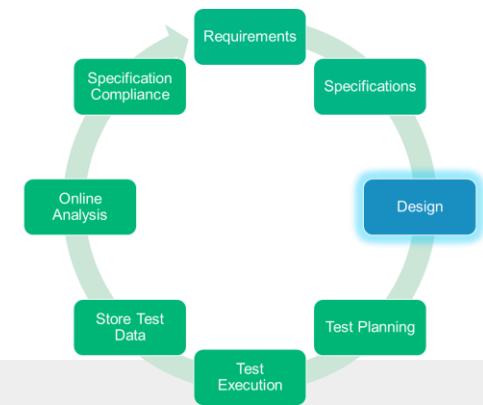 Requirements
Specifications
Design
Test Planning
Test
Execution
Store Test
Data
Online
Analysis
Specification
Compliance